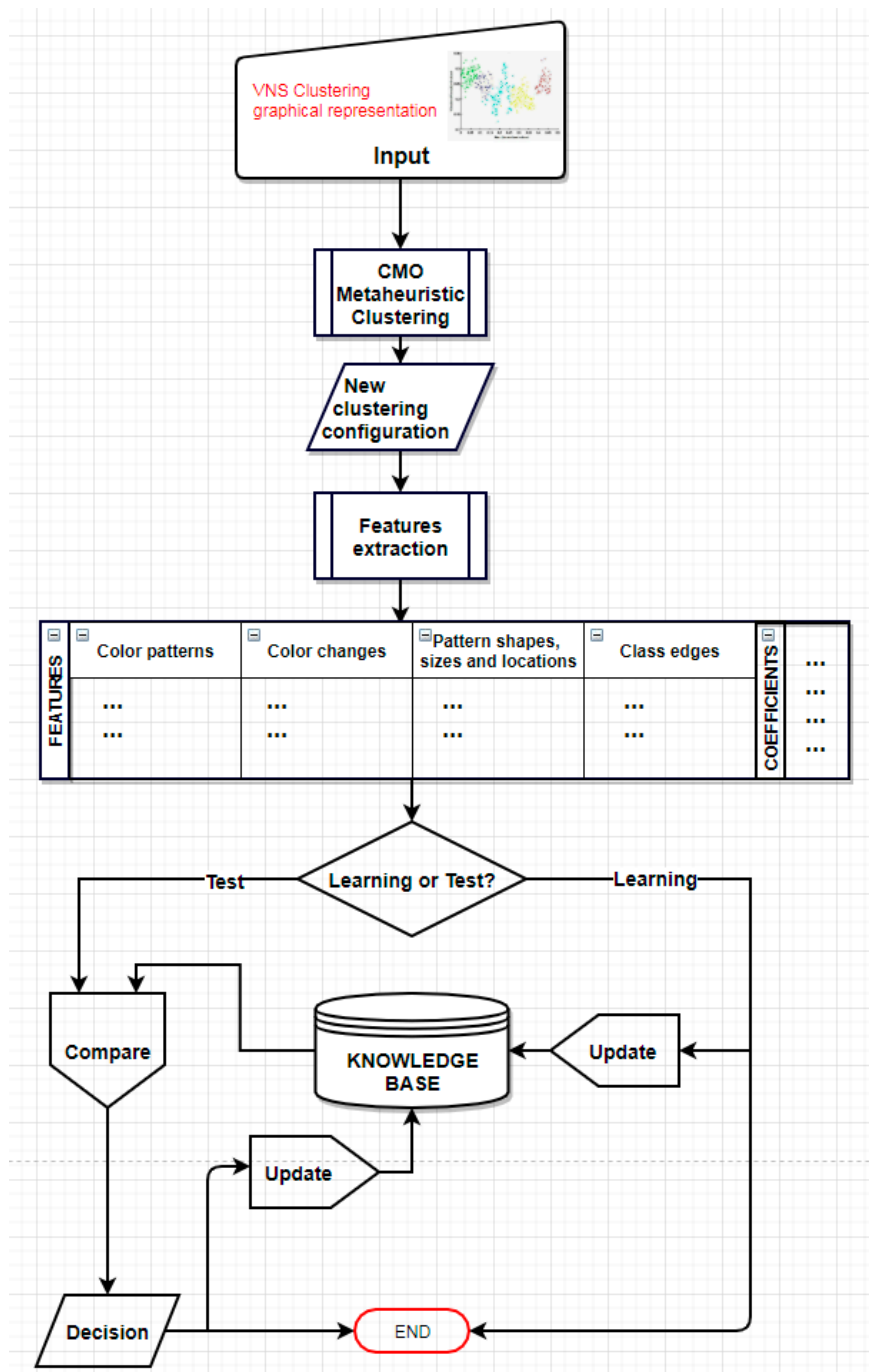 VNS Clustering
graphical representation
Input
CMO
Metaheuristic
Clustering
New
clustering
configuration
Features
extraction
FEATURES
Color patterns
Color changes
Pattern shapes,
sizes and locations
Class edges
COEFFICIENTS
...
...
...
...
...
...
...
...
...
...
...
...
Learning or Test?
Test
Learning
Compare
KNOWLEDGE
BASE
Update
Update
Decision
END